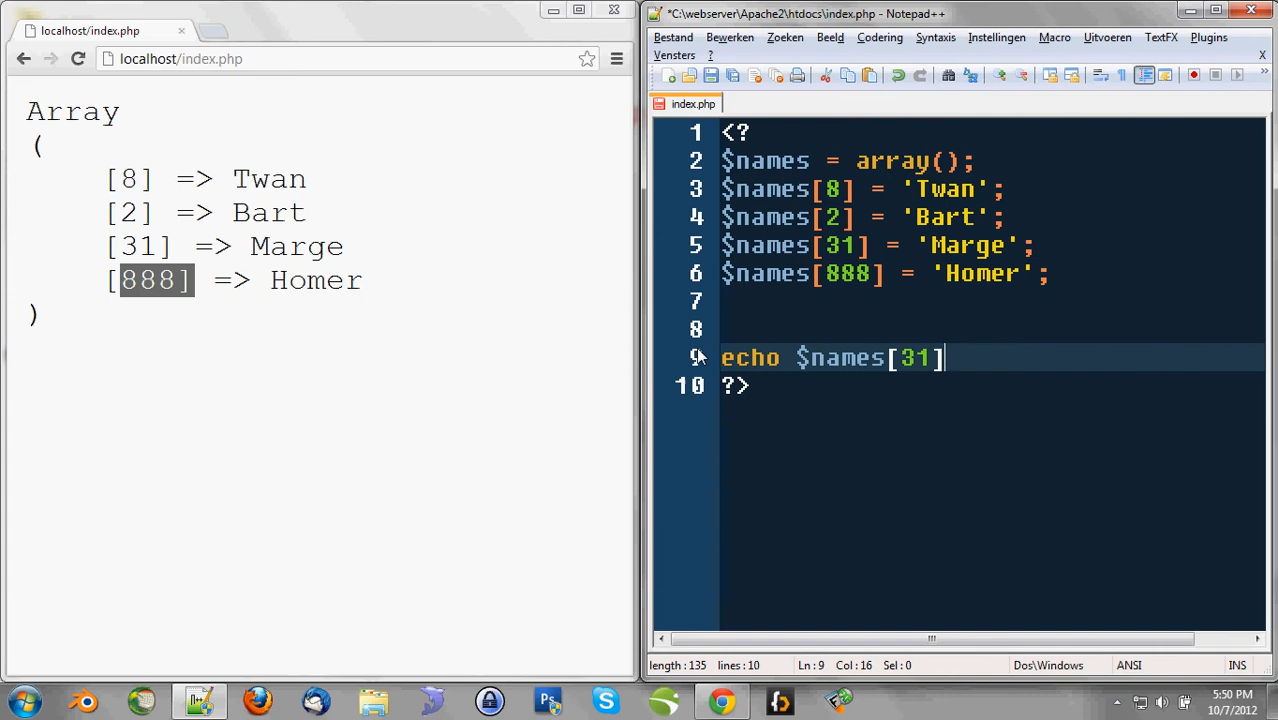 localhost/index.php
localhost/index.php
Array
(
[8] => Twan
[2] => Bart
[31] => Marge
[888] => Homer
)
*C:\webserver\Apache2\htdocs\index.php - Notepad++
Bestand Bewerken Zoeken Beeld Codering Syntaxis Instellingen Macro Uitvoeren TextFX Plugins
Vensters ? X
index.php
1 <?
2 $names = array();
3 $names[8] = 'Twan';
4 $names[2] = 'Bart';
5 $names[31] = 'Marge';
6 $names[888] = 'Homer';
7
8
9 echo $names[31]
10 ?>
length : 135 lines : 10 Ln : 9 Col : 16 Sel : 0 Dos\Windows ANSI INS
Ps
5:50 PM
10/7/2012